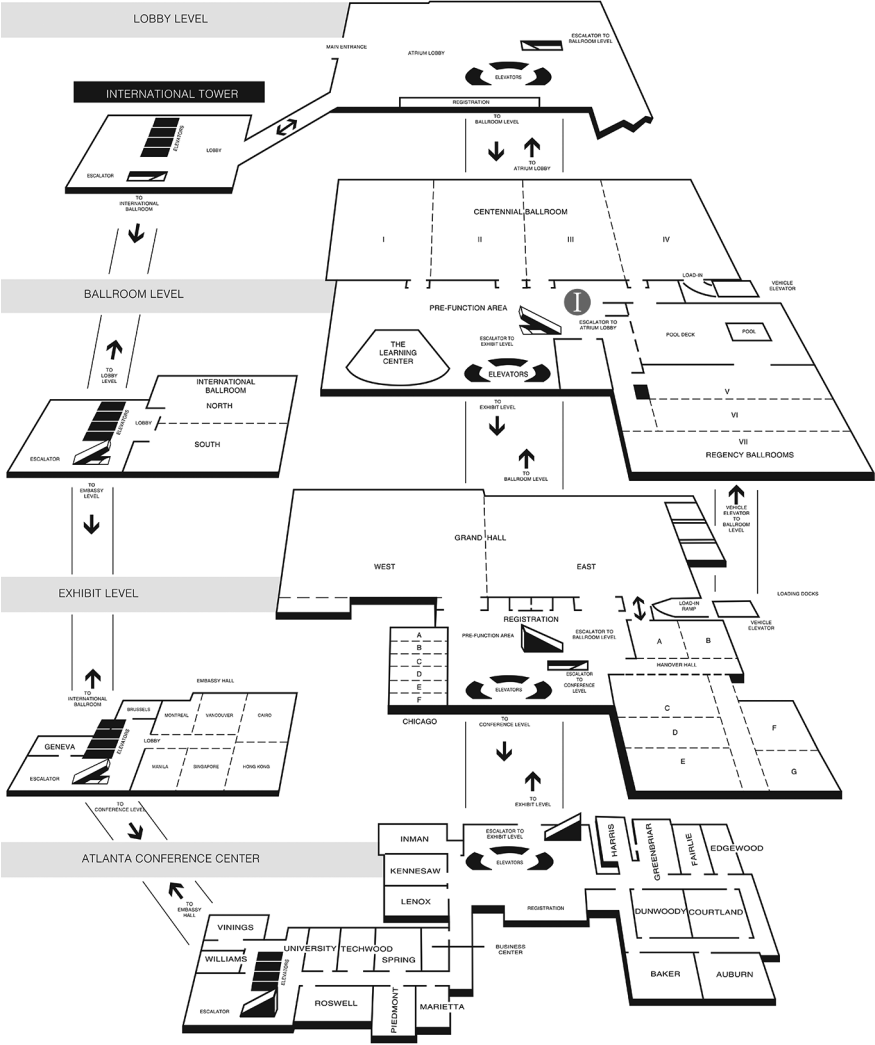 LOBBY LEVEL
MAIN ENTRANCE
ATRIUM LOBBY
ESCALATOR TO
BALLROOM LEVEL
ELEVATORS
REGISTRATION
TO
BALLROOM LEVEL
TO
ATRIUM LOBBY
INTERNATIONAL TOWER
ELEVATORS
LOBBY
ESCALATOR
TO
INTERNATIONAL
BALLROOM
BALLROOM LEVEL
CENTENNIAL BALLROOM
I
II
III
IV
LOAD-IN
VEHICLE
ELEVATOR
PRE-FUNCTION AREA
I
ESCALATOR TO
ATRIUM LOBBY
ESCALATOR TO
EXHIBIT LEVEL
THE
LEARNING
CENTER
ELEVATORS
POOL DECK
POOL
V
VI
VII
REGENCY BALLROOMS
TO
EXHIBIT LEVEL
TO
BALLROOM LEVEL
TO
LOBBY
LEVEL
INTERNATIONAL
BALLROOM
NORTH
SOUTH
LOBBY
ELEVATORS
ESCALATOR
TO
EMBASSY
LEVEL
VEHICLE
ELEVATOR
TO
BALLROOM
LEVEL
EXHIBIT LEVEL
GRAND HALL
WEST
EAST
LOADING DOCKS
LOAD-IN
RAMP
VEHICLE
ELEVATOR
REGISTRATION
PRE-FUNCTION AREA
ESCALATOR TO
BALLROOM LEVEL
ESCALATOR
TO
CONFERENCE
LEVEL
ELEVATORS
A
B
C
D
E
F
CHICAGO
A
B
HANOVER HALL
C
D
E
F
G
TO
CONFERENCE LEVEL
TO
EXHIBIT LEVEL
TO
INTERNATIONAL
BALLROOM
EMBASSY HALL
BRUSSELS
MONTREAL
VANCOUVER
CAIRO
LOBBY
GENEVA
ELEVATORS
MANILA
SINGAPORE
HONG KONG
ESCALATOR
TO
CONFERENCE LEVEL
ATLANTA CONFERENCE CENTER
INMAN
KENNESAW
LENOX
ESCALATOR TO
EXHIBIT LEVEL
ELEVATORS
REGISTRATION
HARRIS
GREENBRIAR
FAIRLIE
EDGEWOOD
DUNWOODY
COURTLAND
BAKER
AUBURN
TO
EMBASSY
HALL
VININGS
WILLIAMS
UNIVERSITY
TECHWOOD
SPRING
BUSINESS
CENTER
ELEVATORS
ESCALATOR
ROSWELL
PIEDMONT
MARIETTA